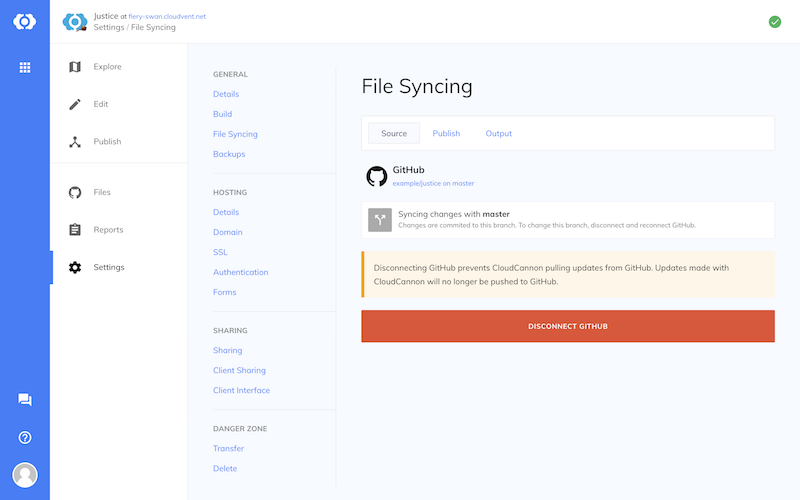 Justice at fiery-swan.cloudvent.net
Settings / File Syncing
Explore
Edit
Publish
Files
Reports
Settings
GENERAL
Details
Build
File Syncing
Backups
HOSTING
Details
Domain
SSL
Authentication
Forms
SHARING
Sharing
Client Sharing
Client Interface
DANGER ZONE
Transfer
Delete
File Syncing
Source Publish Output
GitHub
example/justice on master
Syncing changes with master
Changes are commited to this branch. To change this branch, disconnect and reconnect GitHub.
Disconnecting GitHub prevents CloudCannon pulling updates from GitHub. Updates made with
CloudCannon will no longer be pushed to GitHub.
DISCONNECT GITHUB